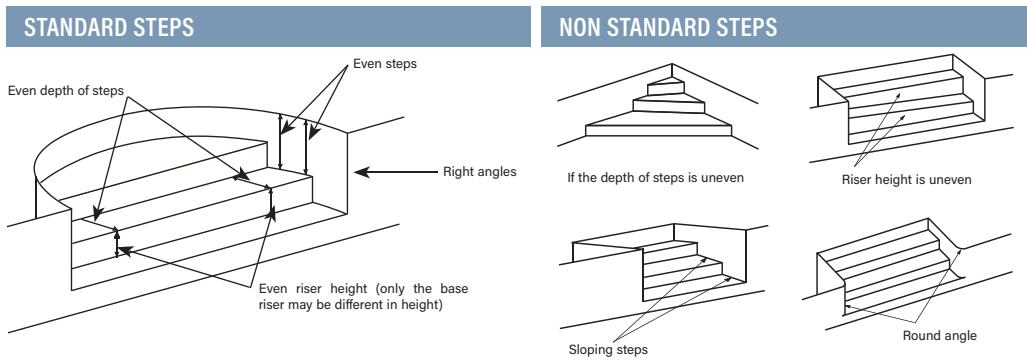 STANDARD STEPS
Even steps
Even depth of steps
Right angles
Even riser height (only the base
riser may be different in height)
NON STANDARD STEPS
If the depth of steps is uneven
Riser height is uneven
Sloping steps
Round angle